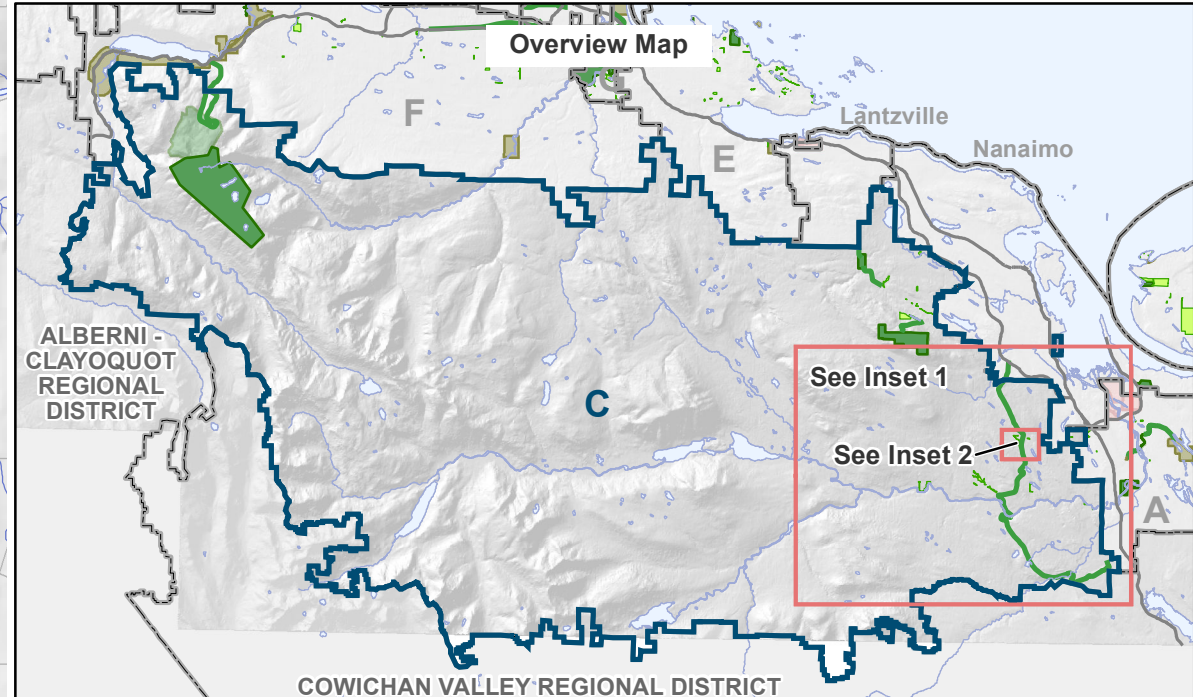 Overview Map
F
G
Lantzville
E
Nanaimo
ALBERNI -
CLAYOQUOT
REGIONAL
DISTRICT
See Inset 1
C
See Inset 2
A
COWICHAN VALLEY REGIONAL DISTRICT